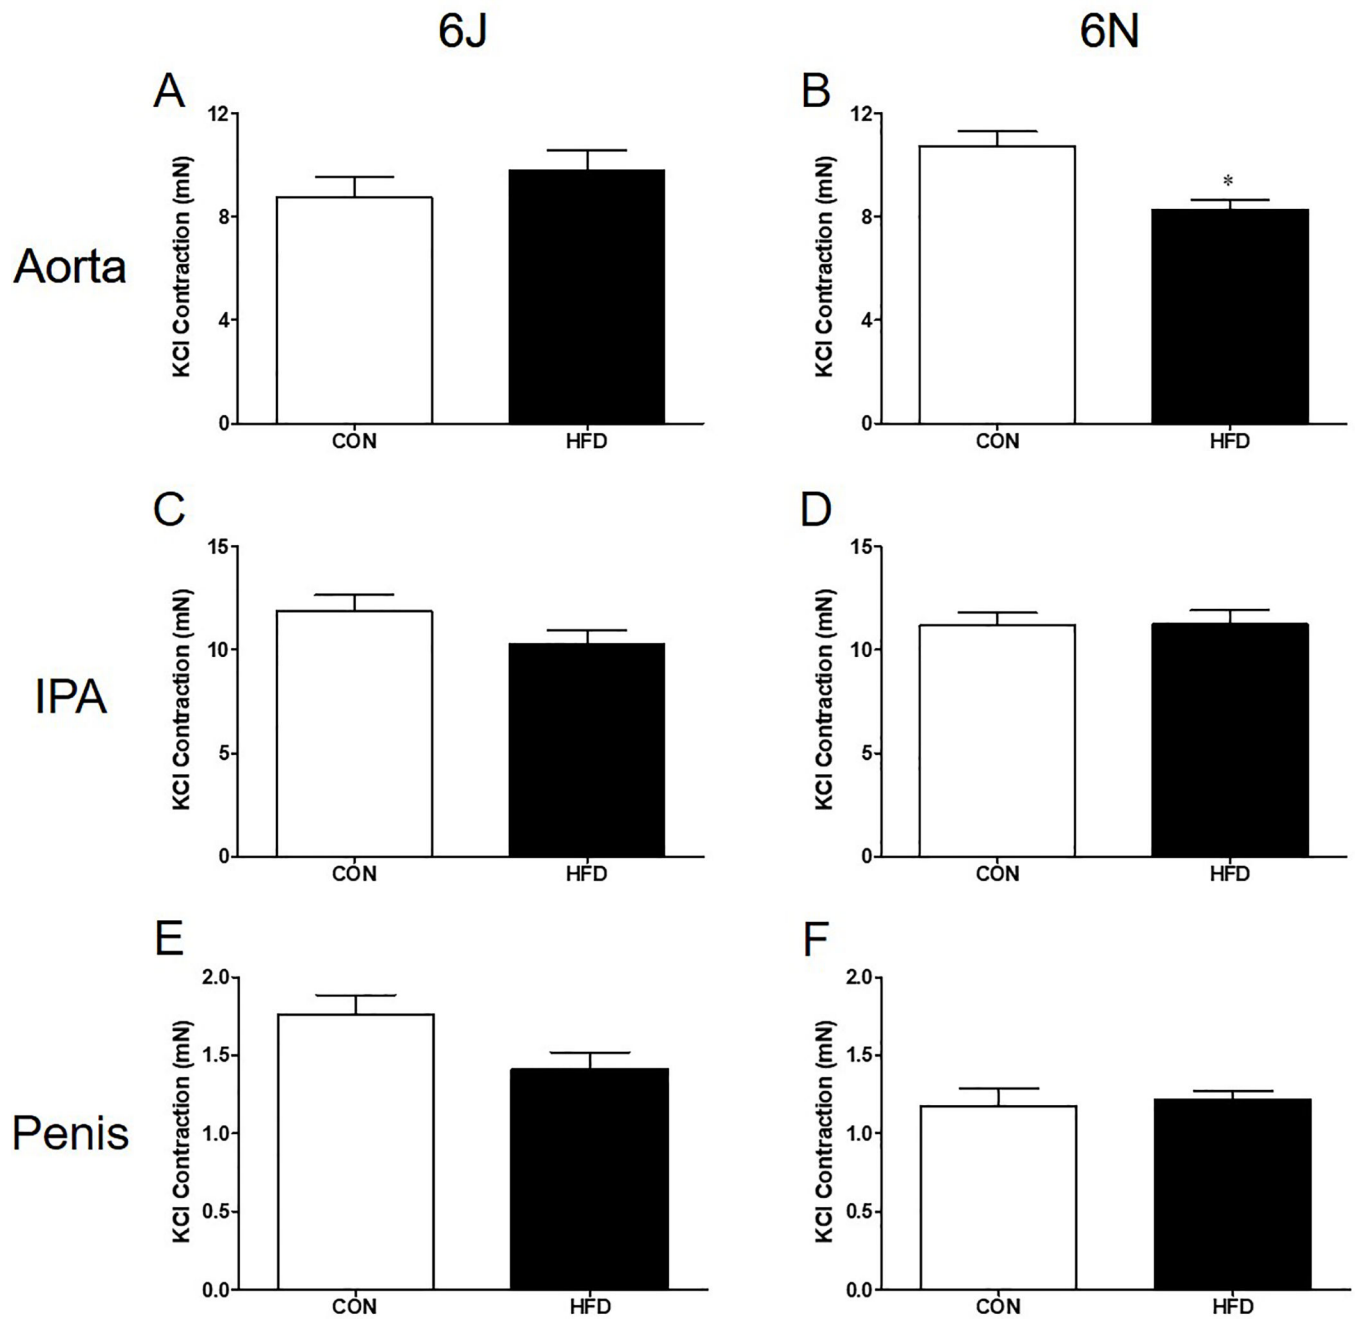 6J
6N
A
B
Aorta
KCl Contraction (mN)
12
8
4
0
CON
HFD
KCl Contraction (mN)
12
8
4
0
*
CON
HFD
C
D
IPA
KCl Contraction (mN)
15
10
5
0
CON
HFD
KCl Contraction (mN)
15
10
5
0
CON
HFD
E
F
Penis
KCl Contraction (mN)
2.0
1.5
1.0
0.5
0.0
CON
HFD
KCl Contraction (mN)
2.0
1.5
1.0
0.5
0.0
CON
HFD